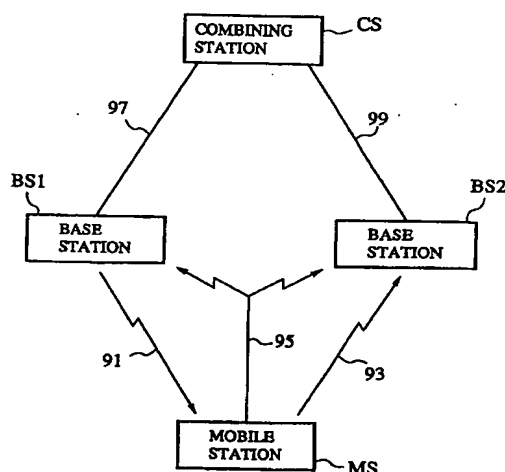 COMBINING
STATION
CS
97
99
BS1
BS2
BASE
STATION
BASE
STATION
91
95
93
MOBILE
STATION
MS